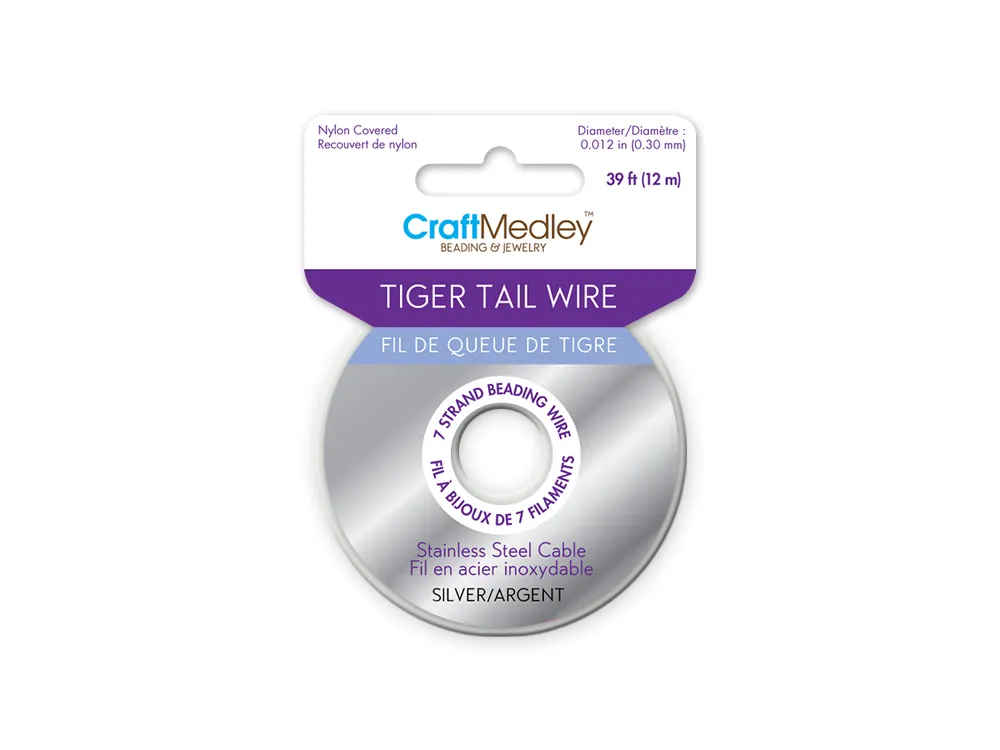 Nylon Covered
Recouvert de nylon
Diameter/Diamètre :
0.012 in (0.30 mm)
39 ft (12 m)
CraftMedley™
BEADING & JEWELRY
TIGER TAIL WIRE
FIL DE QUEUE DE TIGRE
7 STRAND BEADING WIRE
FIL À BIJOUX DE 7 FILAMENTS
Stainless Steel Cable
Fil en acier inoxydable
SILVER/ARGENT